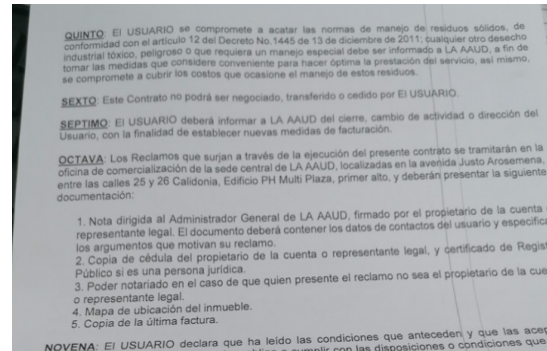 QUINTO: El USUARIO se compromete a acatar las normas de manejo de residuos sólidos, de
conformidad con el artículo 12 del Decreto No.1445 de 13 de diciembre de 2011; cualquier otro desecho
industrial tóxico, peligroso o que requiera un manejo especial debe ser informado a LA AAUD, a fin de
tomar las medidas que considere conveniente para hacer óptima la prestación del servicio, así mismo,
se compromete a cubrir los costos que ocasione el manejo de estos residuos.
SEXTO: Este Contrato no podrá ser negociado, transferido o cedido por El USUARIO.
SEPTIMO: El USUARIO deberá informar a LA AAUD del cierre, cambio de actividad o dirección del
Usuario, con la finalidad de establecer nuevas medidas de facturación.
OCTAVA: Los Reclamos que surjan a través de la ejecución del presente contrato se tramitarán en la
oficina de comercialización de la sede central de LA AAUD, localizadas en la avenida Justo Arosemena,
entre las calles 25 y 26 Calidonia, Edificio PH Multi Plaza, primer alto, y deberán presentar la siguiente
documentación:
1. Nota dirigida al Administrador General de LA AAUD, firmado por el propietario de la cuenta
representante legal. El documento deberá contener los datos de contactos del usuario y especifica
los argumentos que motivan su reclamo.
2. Copia de cédula del propietario de la cuenta o representante legal, y certificado de Regis
Público si es una persona jurídica.
3. Poder notariado en el caso de que quien presente el reclamo no sea el propietario de la cue
o representante legal.
4. Mapa de ubicación del inmueble.
5. Copia de la última factura.
NOVENA: El USUARIO declara que ha leído las condiciones que anteceden y que las acep
cumplir con las disposiciones o condiciones que